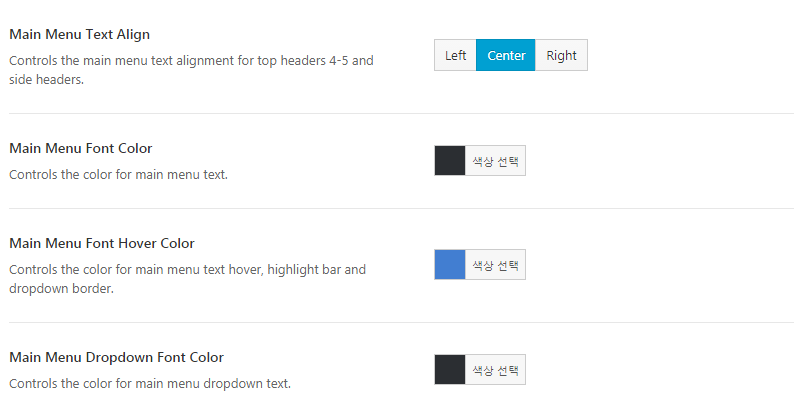 Main Menu Text Align
Controls the main menu text alignment for top headers 4-5 and
side headers.
Left Center Right
Main Menu Font Color
Controls the color for main menu text.
색상 선택
Main Menu Font Hover Color
Controls the color for main menu text hover, highlight bar and
dropdown border.
색상 선택
Main Menu Dropdown Font Color
Controls the color for main menu dropdown text.
색상 선택